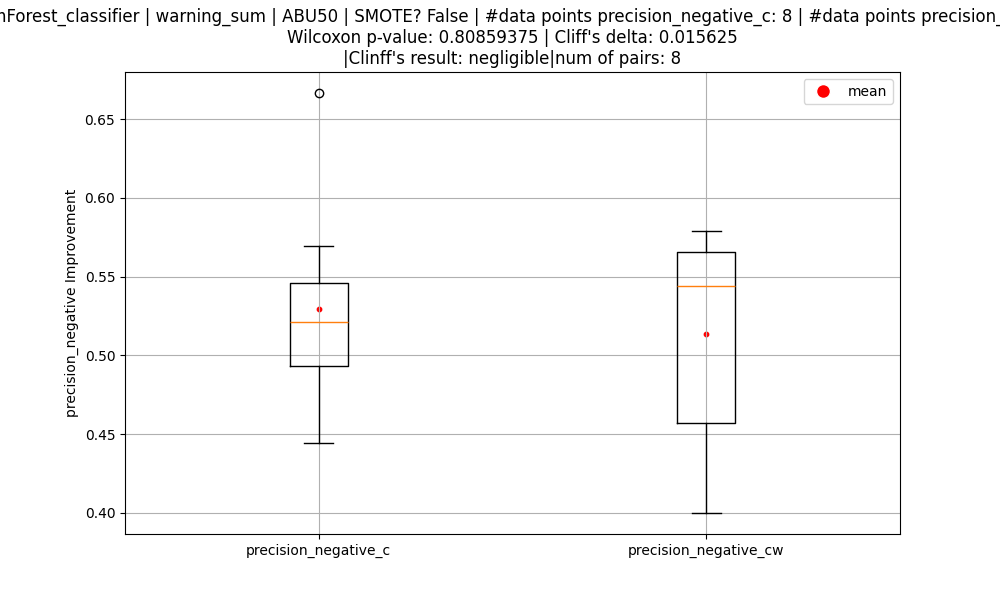 Forest_classifier | warning_sum | ABU50 | SMOTE? False | #data points precision_negative_c: 8 | #data points precision_
Wilcoxon p-value: 0.80859375 | Cliff's delta: 0.015625
|Clinff's result: negligible|num of pairs: 8
mean
0.65
0.60
0.55
0.50
0.45
0.40
precision_negative Improvement
precision_negative_c
precision_negative_cw